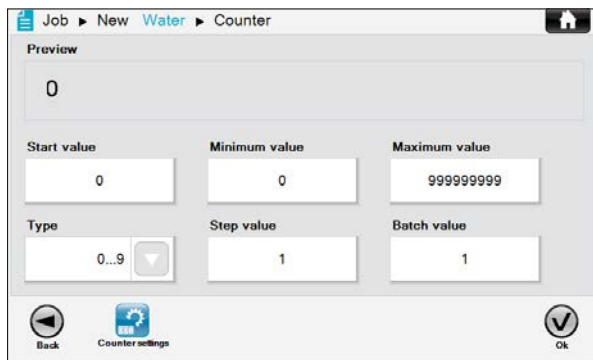 Job ▶ New Water ▶ Counter
Preview
0
Start value Minimum value Maximum value
0 0 999999999
Type Step value Batch value
0...9 1 1
Back Counter settings Ok